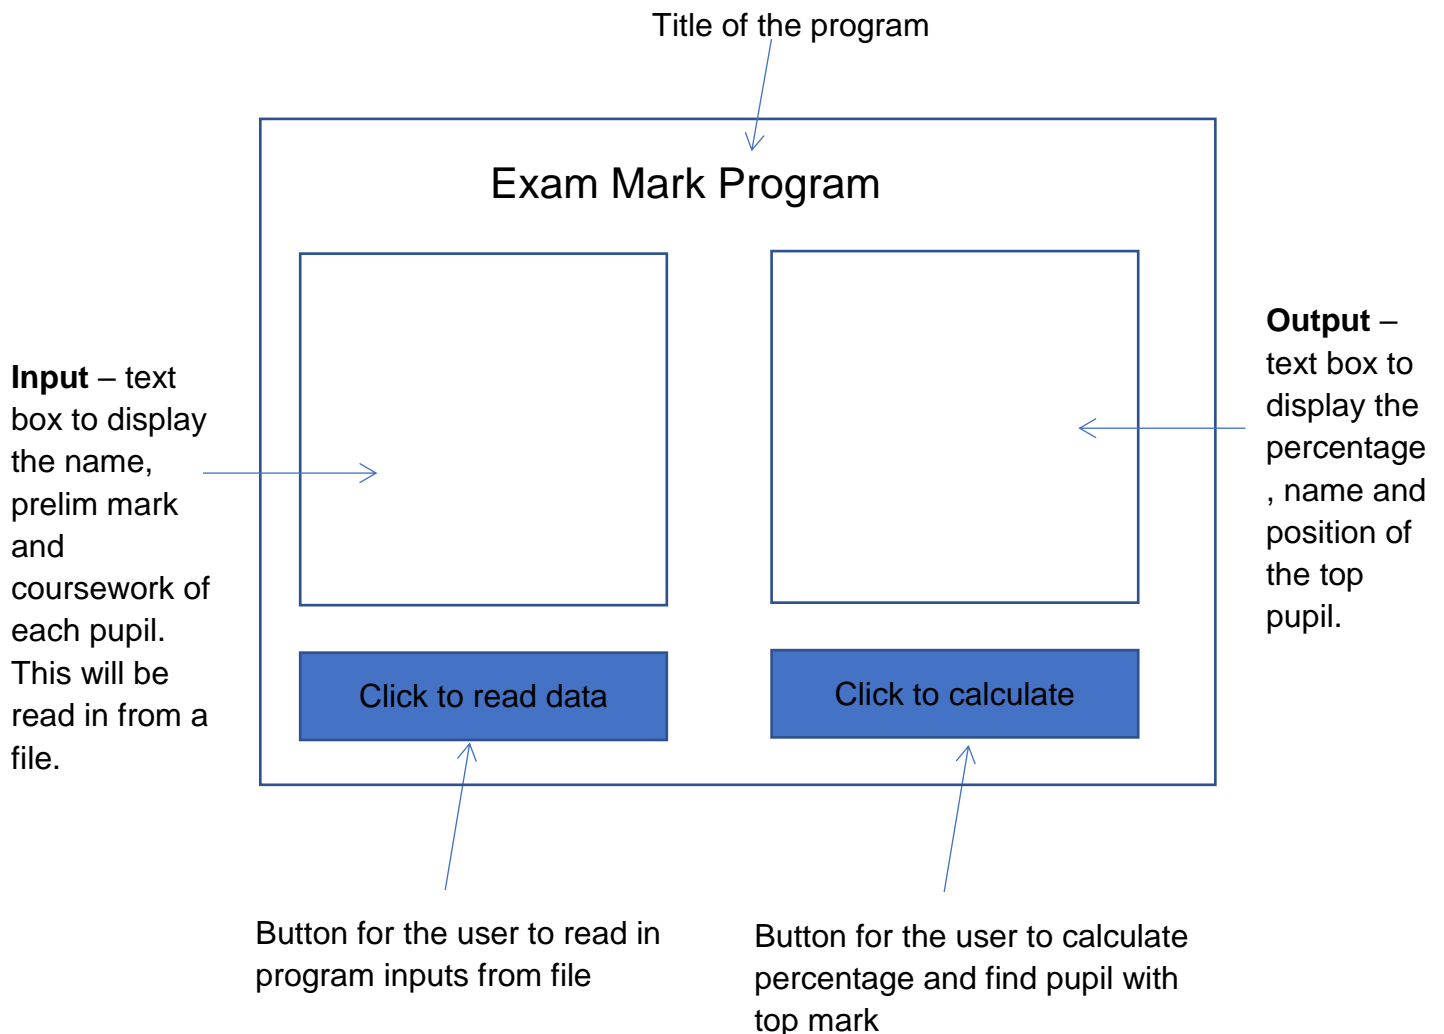 Title of the program
Exam Mark Program
Input – text
box to display
the name,
prelim mark
and
coursework of
each pupil.
This will be
read in from a
file.
Output –
text box to
display the
percentage
, name and
position of
the top
pupil.
Click to read data
Click to calculate
Button for the user to read in
program inputs from file
Button for the user to calculate
percentage and find pupil with
top mark